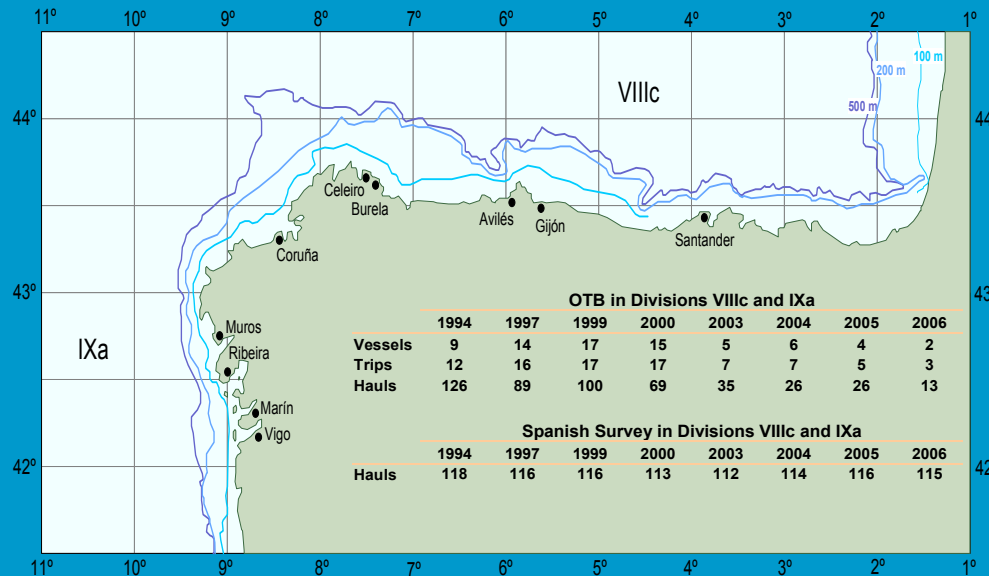 11º 10º 9º 8º 7º 6º 5º 4º 3º 2º 1º
100 m
200 m
VIIIc
500 m
44º 44
Celeiro
Burela
Avilés
Gijón
Santander
Coruña
43º 43
OTB in Divisions VIIIc and IXa
1994 1997 1999 2000 2003 2004 2005 2006
Vessels 9 14 17 15 5 6 4 2
Trips 12 16 17 17 7 7 5 3
Hauls 126 89 100 69 35 26 26 13
Muros
IXa
Ribeira
Marín
Vigo
Spanish Survey in Divisions VIIIc and IXa
1994 1997 1999 2000 2003 2004 2005 2006
Hauls 118 116 116 113 112 114 116 115
42º 42
11º 10º 9º 8º 7º 6º 5º 4º 3º 2º 1º